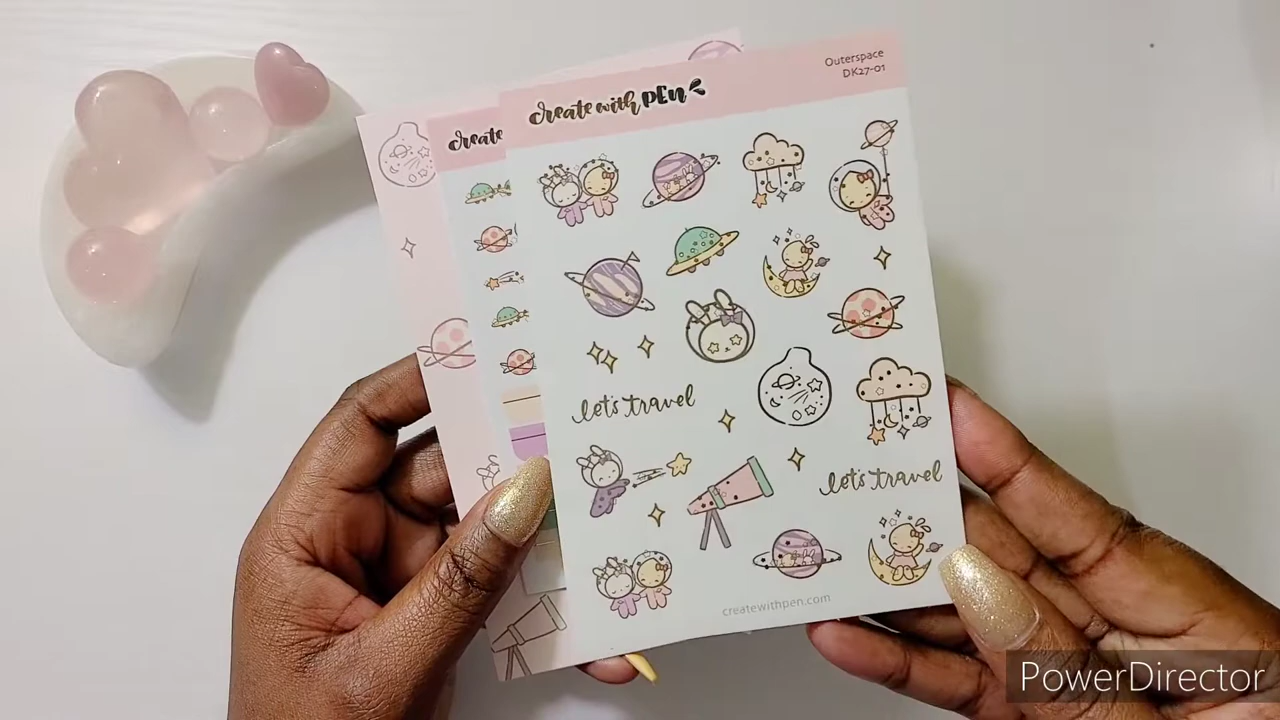 Outerspace
DK27-01
create with PEN
create
let's travel
let's travel
createwithpen.com
PowerDirector